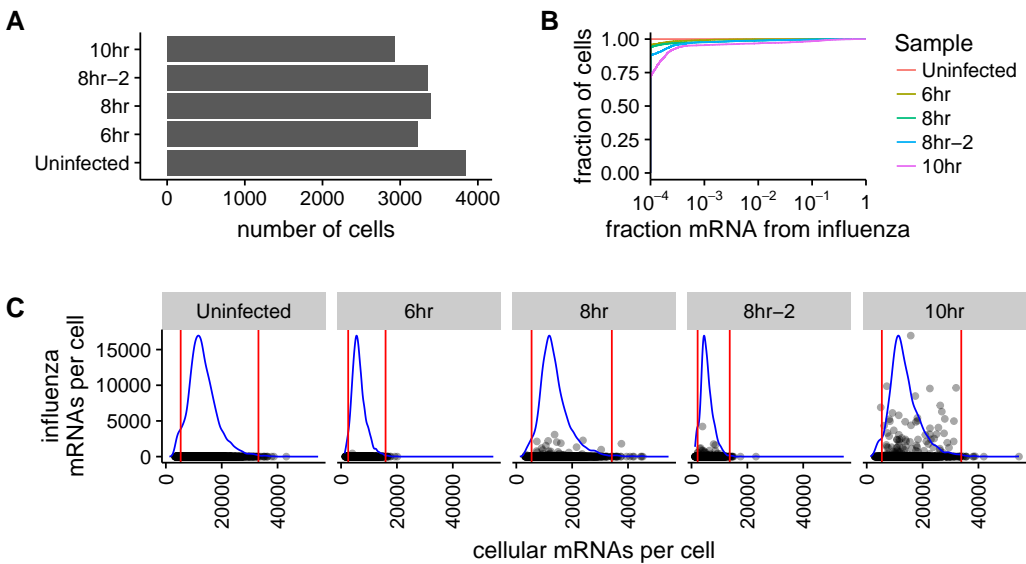 A
10hr
8hr−2
8hr
6hr
Uninfected
0 1000 2000 3000 4000
number of cells
B
fraction of cells
1.00
0.75
0.50
0.25
0.00
10−4 10−3 10−2 10−1 1
fraction mRNA from influenza
Sample
Uninfected
6hr
8hr
8hr−2
10hr
C
Uninfected 6hr 8hr 8hr−2 10hr
influenza
mRNAs per cell
15000
10000
5000
0
0 20000 40000 0 20000 40000 0 20000 40000 0 20000 40000 0 20000 40000
cellular mRNAs per cell